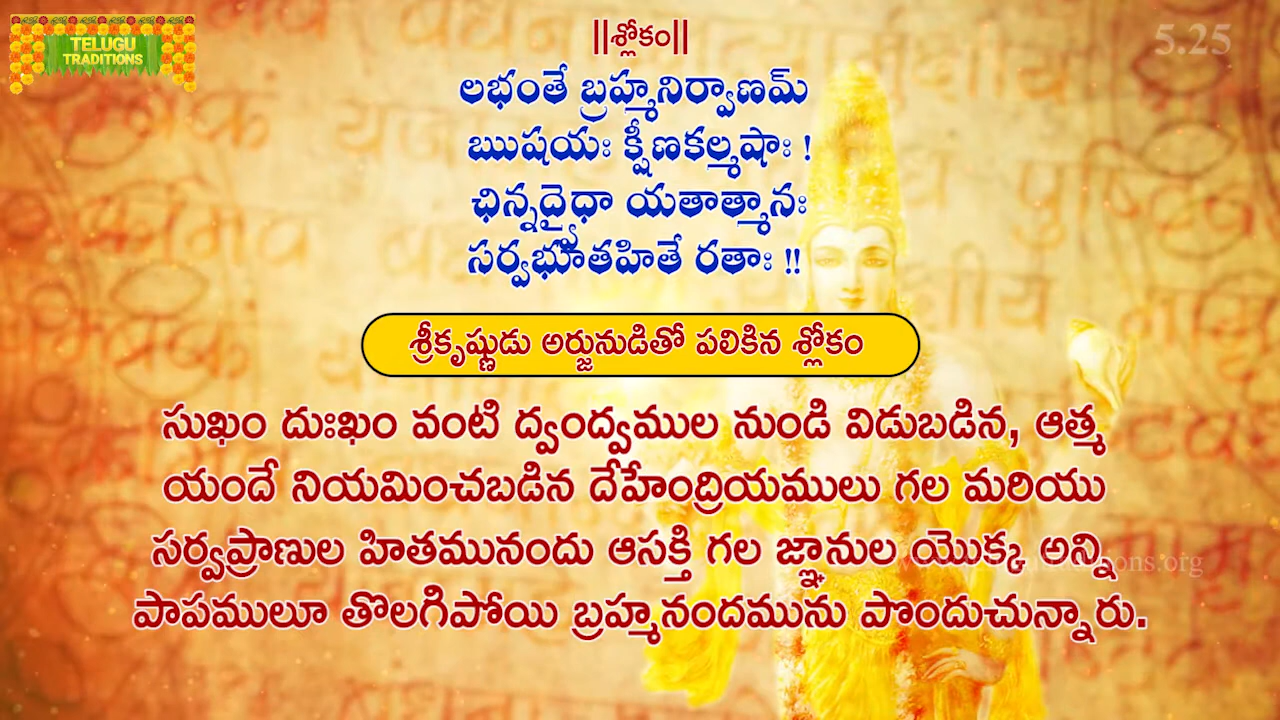 TELUGU
TRADITIONS
5.25
||శ్లోకం||
లభంతే బ్రహ్మనిర్వాణమ్
ఋషయః క్షీణకల్మషాః !
ఛిన్నద్వైధా యతాత్మానః
సర్వభూతహితే రతాః !!
శ్రీకృష్ణుడు అర్జునుడితో పలికిన శ్లోకం
సుఖం దుఃఖం వంటి ద్వంద్వముల నుండి విడుబడిన, ఆత్మ
యందే నియమించబడిన దేహేంద్రియములు గల మరియు
సర్వప్రాణుల హితమునందు ఆసక్తి గల జ్ఞానుల యొక్క అన్ని
పాపములూ తొలగిపోయి బ్రహ్మనందమును పొందుచున్నారు.